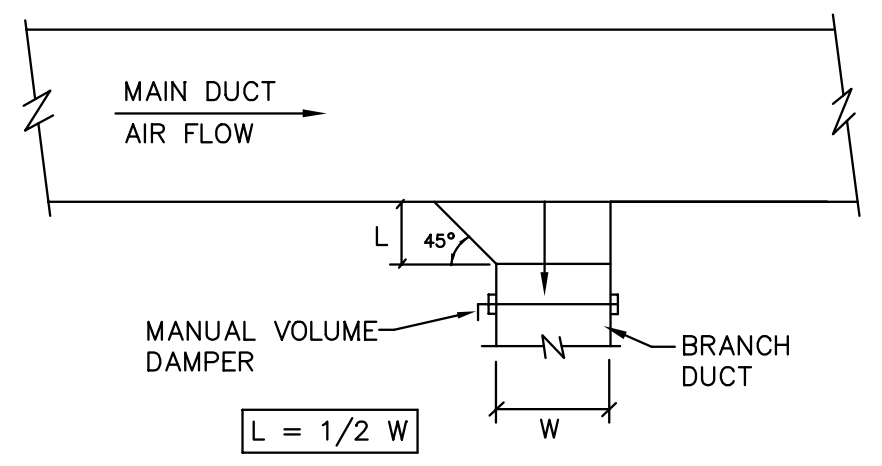 MAIN DUCT
AIR FLOW
L
45°
MANUAL VOLUME
DAMPER
BRANCH
DUCT
W
L = 1/2 W